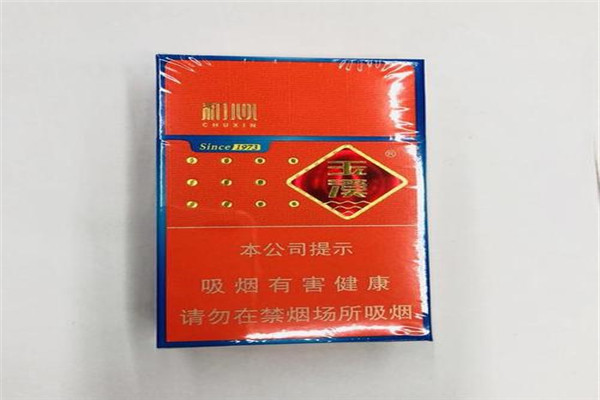 初心
CHUXIN
Since 1973
玉溪
®
本公司提示
吸烟有害健康
请勿在禁烟场所吸烟